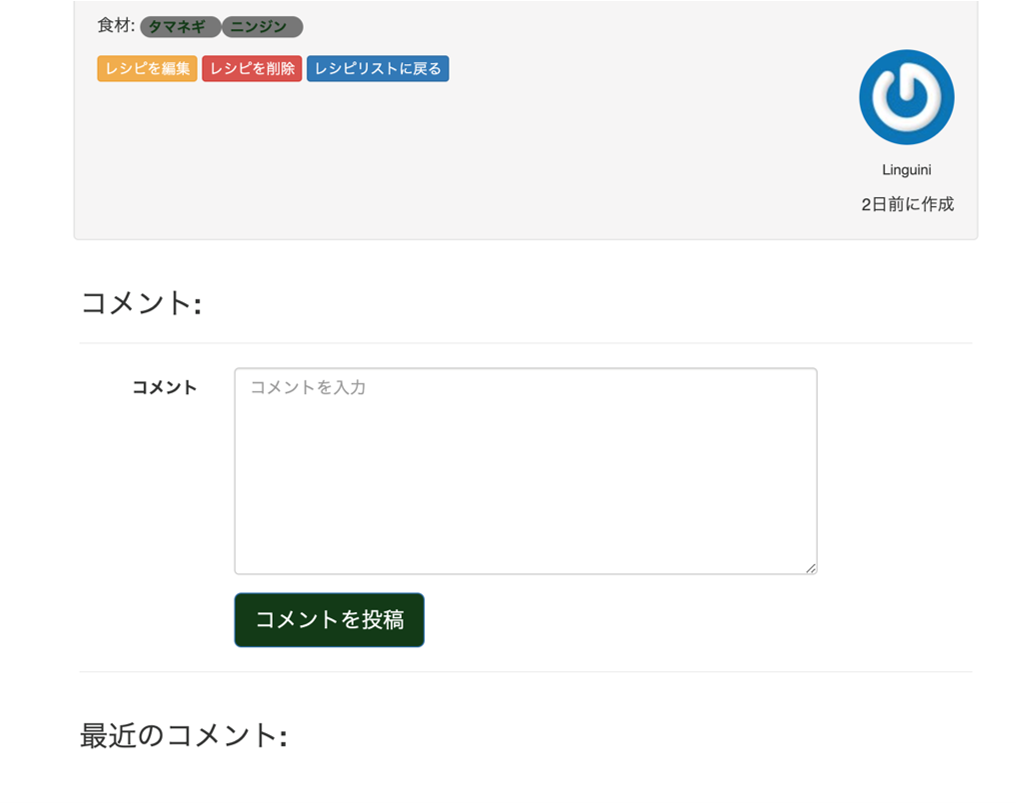 食材: タマネギ ニンジン
レシピを編集 レシピを削除 レシピリストに戻る
Linguini
2日前に作成
コメント:
コメント
コメントを入力
コメントを投稿
最近のコメント: